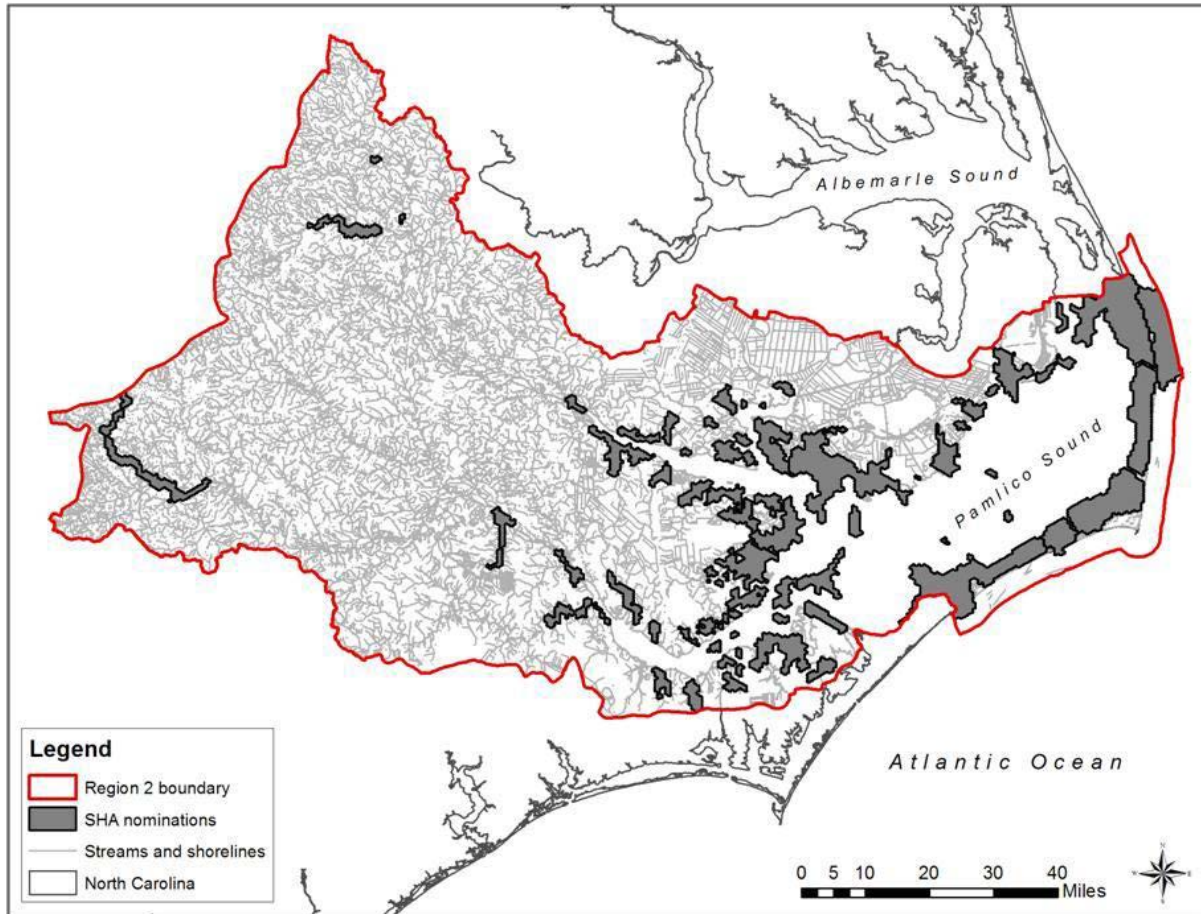 Albemarle Sound
Pamlico Sound
Atlantic Ocean
Legend
Region 2 boundary
SHA nominations
Streams and shorelines
North Carolina
0 5 10 20 30 40
Miles
N
W E
S